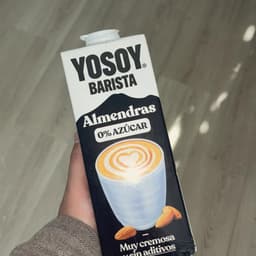 YOSOY®
BARISTA
Almendras
0% AZÚCAR
Muy cremosa
y sin aditivos